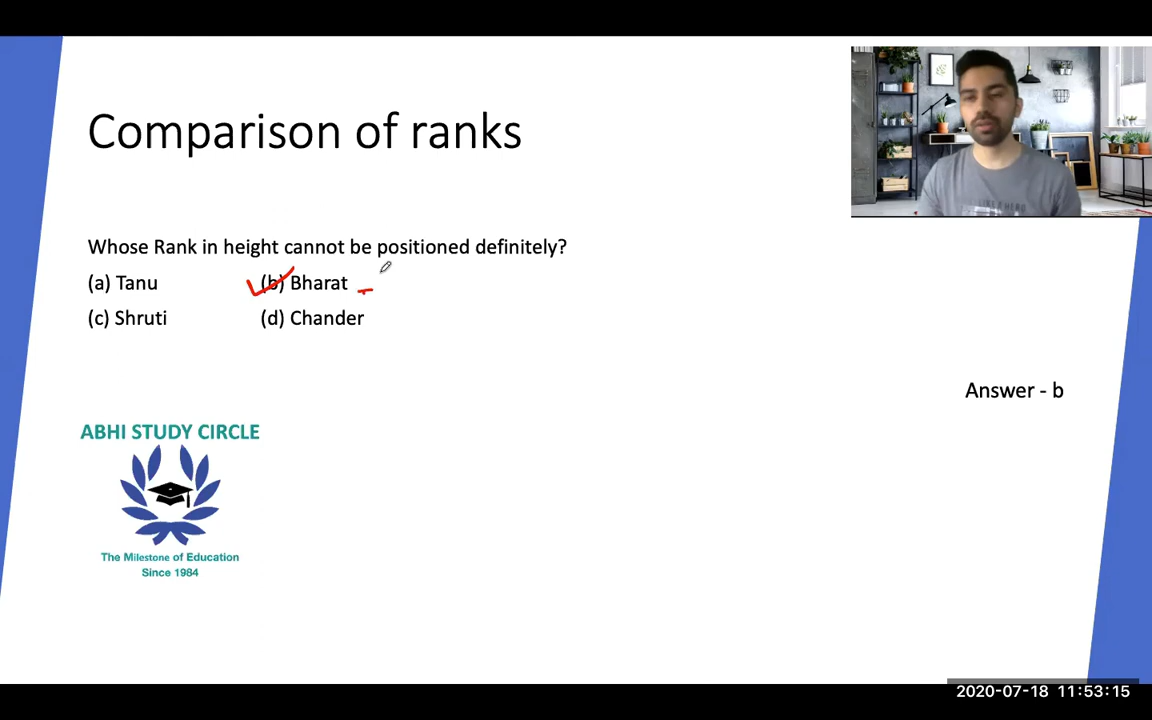 Comparison of ranks
Whose Rank in height cannot be positioned definitely?
(a) Tanu (b) Bharat
(c) Shruti (d) Chander
Answer - b
ABHI STUDY CIRCLE
The Milestone of Education
Since 1984
2020-07-18 11:53:15